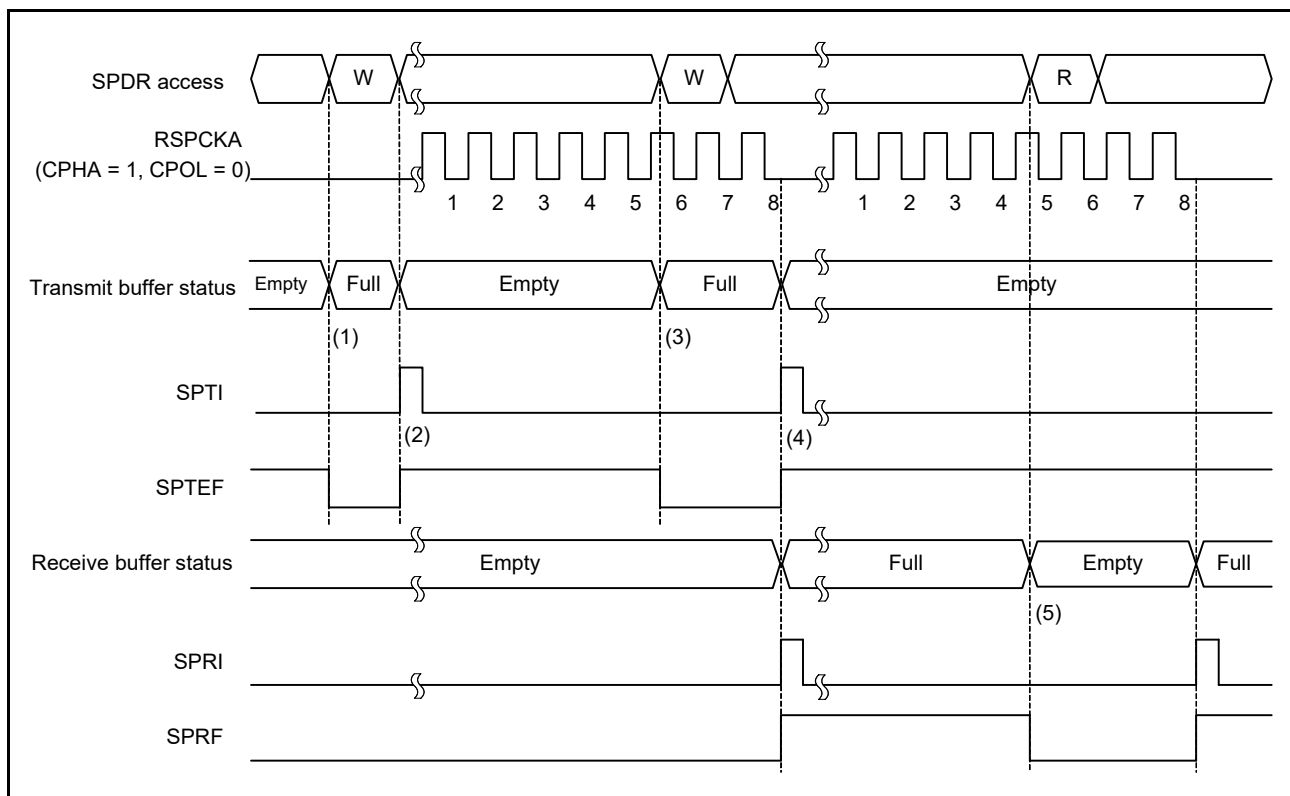 SPDR access W W R
RSPCKA
(CPHA = 1, CPOL = 0)
1 2 3 4 5 6 7 8 1 2 3 4 5 6 7 8
Transmit buffer status Empty Full Empty Full Empty
(1) (3)
SPTI
(2) (4)
SPTEF
Receive buffer status Empty Full Empty Full
(5)
SPRI
SPRF